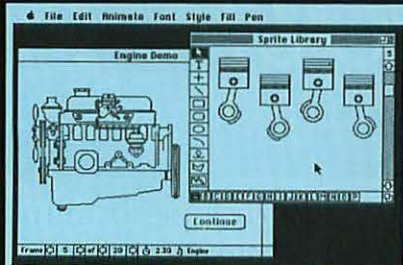 File Edit Animate Font Style Fill Pen
Engine Demo
Sprite Library
T
5
Continue
Frame 5 of 20 2.30 Engine